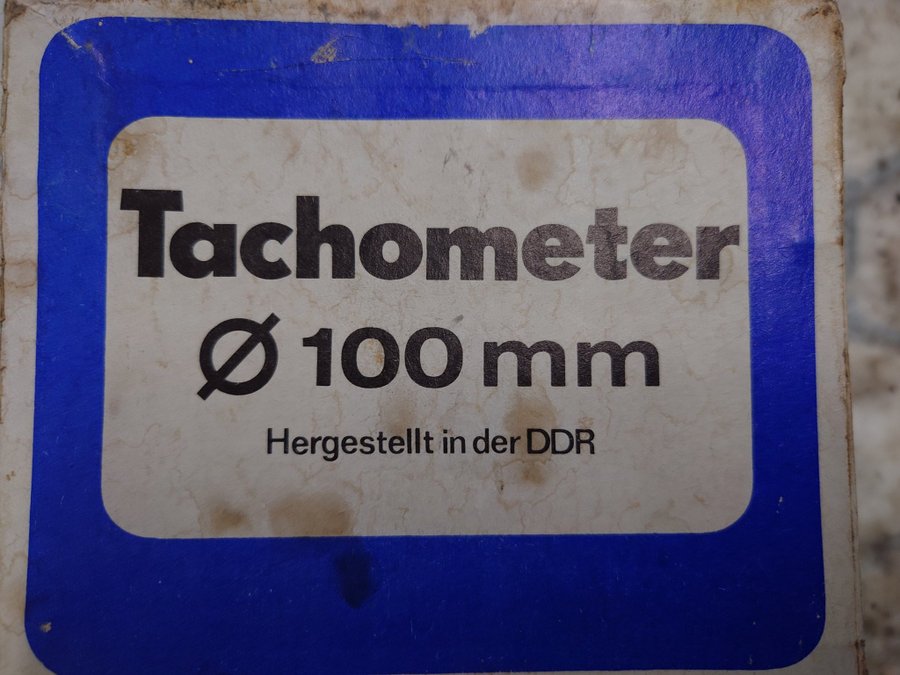 Tachometer
Ø 100 mm
Hergestellt in der DDR